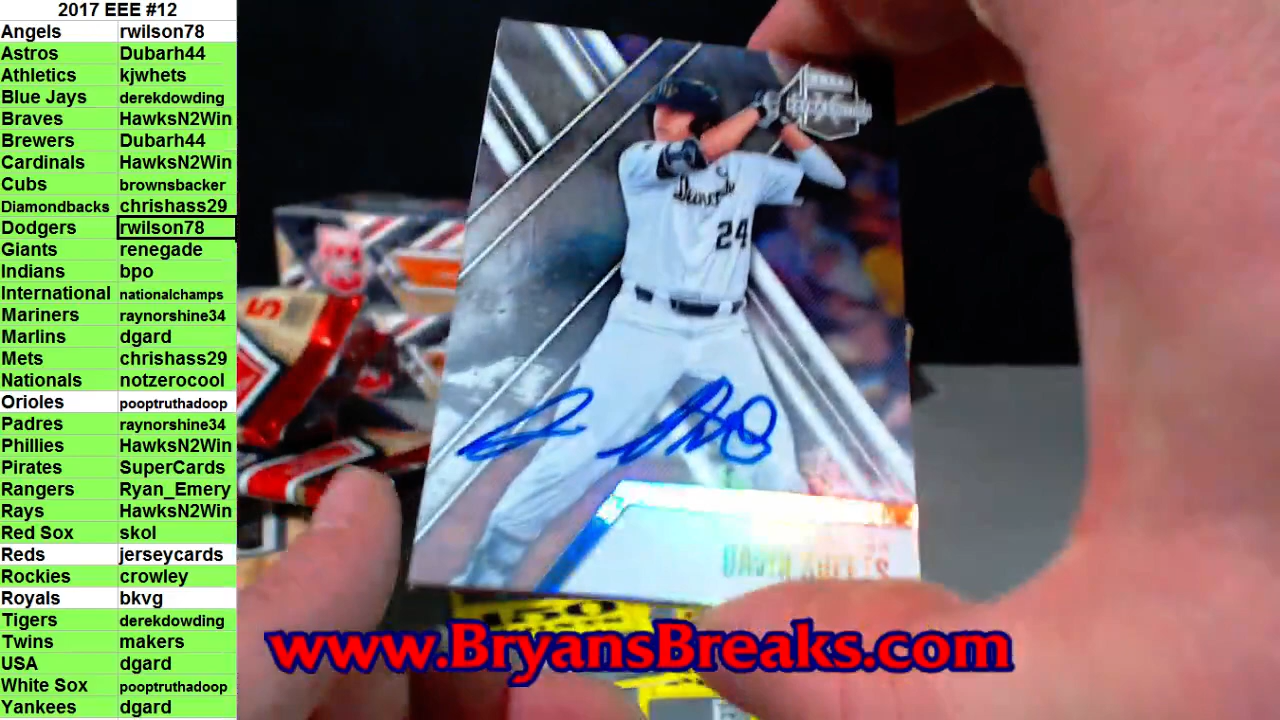 2017 EEE #12
Angels rwilson78
Astros Dubarh44
Athletics kjwhets
Blue Jays derekdowding
Braves HawksN2Win
Brewers Dubarh44
Cardinals HawksN2Win
Cubs brownsbacker
Diamondbacks chrishass29
Dodgers rwilson78
Giants renegade
Indians bpo
International nationalchamps
Mariners raynorshine34
Marlins dgard
Mets chrishass29
Nationals notzerocool
Orioles pooptruthadoop
Padres raynorshine34
Phillies HawksN2Win
Pirates SuperCards
Rangers Ryan_Emery
Rays HawksN2Win
Red Sox skol
Reds jerseycards
Rockies crowley
Royals bkvg
Tigers derekdowding
Twins makers
USA dgard
White Sox pooptruthadoop
Yankees dgard
24
5
www.BryansBreaks.com